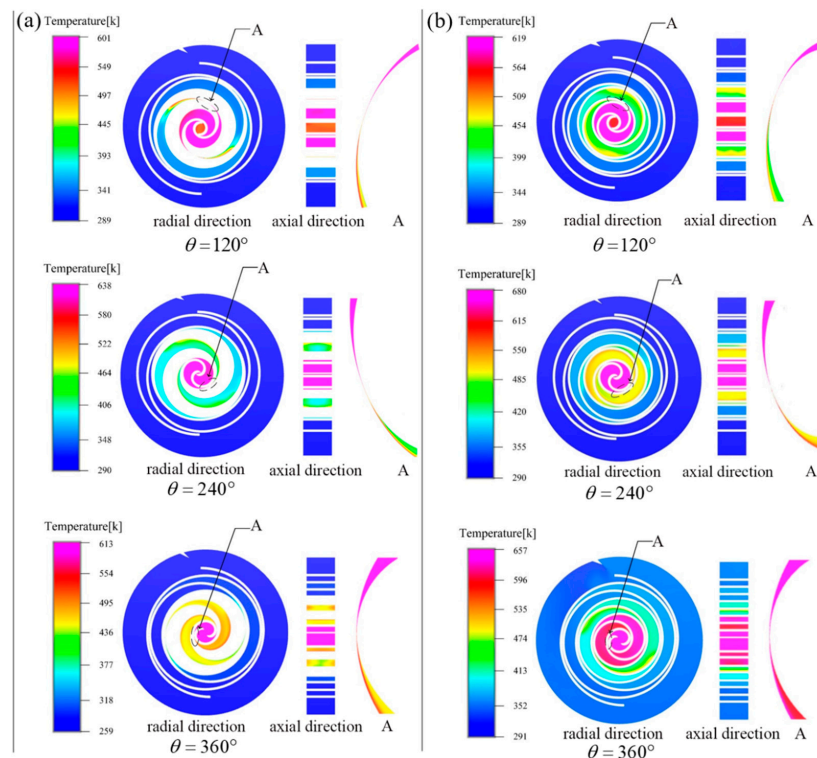 (a)
Temperature[k]
601
549
497
445
393
341
289
A
radial direction
axial direction
A
θ = 120°
Temperature[k]
638
580
522
464
406
348
290
A
radial direction
axial direction
A
θ = 240°
Temperature[k]
613
554
495
436
377
318
259
A
radial direction
axial direction
A
θ = 360°
(b)
Temperature[k]
619
564
509
454
399
344
289
A
radial direction
axial direction
A
θ = 120°
Temperature[k]
680
615
550
485
420
355
290
A
radial direction
axial direction
A
θ = 240°
Temperature[k]
657
596
535
474
413
352
291
A
radial direction
axial direction
A
θ = 360°